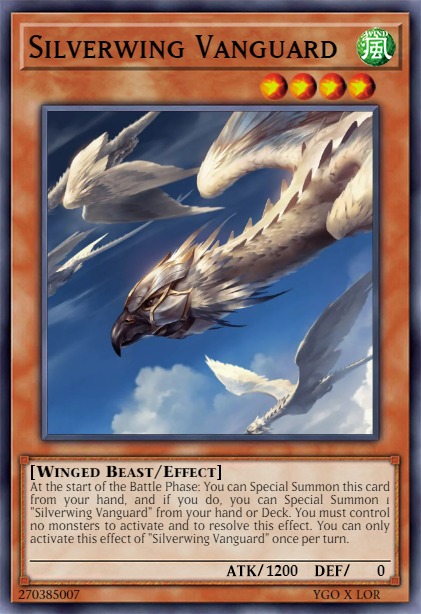 Silverwing Vanguard
WIND
風
[Winged Beast/Effect]
At the start of the Battle Phase: You can Special Summon this card
from your hand, and if you do, you can Special Summon 1
"Silverwing Vanguard" from your hand or Deck. You must control
no monsters to activate and to resolve this effect. You can only
activate this effect of "Silverwing Vanguard" once per turn.
ATK/1200 DEF/ 0
270385007 YGO X LOR